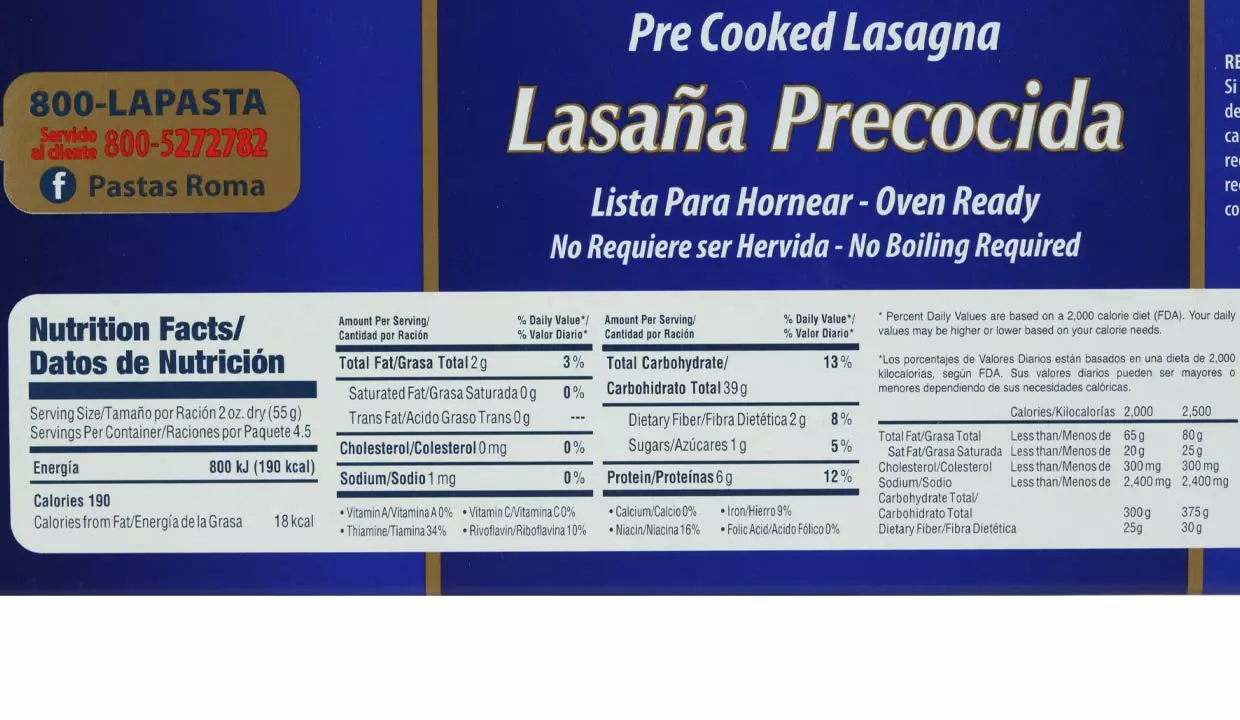 Pre Cooked Lasagna
Lasaña Precocida
Lista Para Hornear - Oven Ready
No Requiere ser Hervida - No Boiling Required
800-LAPASTA
Servicio
al cliente 800-5272782
f Pastas Roma
RE
Si
de
ca
re
co
Nutrition Facts/
Datos de Nutrición
Serving Size/Tamaño por Ración 2 oz. dry (55g)
Servings Per Container/Raciones por Paquete 4.5
Energía 800 kJ (190 kcal)
Calories 190
Calories from Fat/Energía de la Grasa 18 kcal
Amount Per Serving/ % Daily Value*/
Cantidad por Ración % Valor Diario*
Total Fat/Grasa Total 2 g 3%
Saturated Fat/Grasa Saturada 0g 0%
Trans Fat/Acido Graso Trans 0 g ---
Cholesterol/Colesterol 0 mg 0%
Sodium/Sodio 1 mg 0%
• Vitamin A/Vitamina A 0% • Vitamin C/Vitamina C 0%
• Thiamine/Tiamina 34% • Rivoflavin/Riboflavina 10%
Amount Per Serving/ % Daily Value*/
Cantidad por Ración % Valor Diario*
Total Carbohydrate/ 13%
Carbohidrato Total 39 g
Dietary Fiber/Fibra Dietética 2 g 8%
Sugars/Azúcares 1 g 5%
Protein/Proteínas 6 g 12%
• Calcium/Calcio 0% • Iron/Hierro 9%
• Niacin/Niacina 16% • Folic Acid/Acido Fólico 0%
* Percent Daily Values are based on a 2,000 calorie diet (FDA). Your daily
values may be higher or lower based on your calorie needs.
*Los porcentajes de Valores Diarios están basados en una dieta de 2,000
kilocalorías, según FDA. Sus valores diarios pueden ser mayores o
menores dependiendo de sus necesidades calóricas.
Calories/Kilocalorías 2,000 2,500
Total Fat/Grasa Total Less than/Menos de 65 g 80 g
Sat Fat/Grasa Saturada Less than/Menos de 20 g 25 g
Cholesterol/Colesterol Less than/Menos de 300 mg 300 mg
Sodium/Sodio Less than/Menos de 2,400 mg 2,400 mg
Carbohydrate Total/
Carbohidrato Total 300 g 375 g
Dietary Fiber/Fibra Dietética 25g 30 g